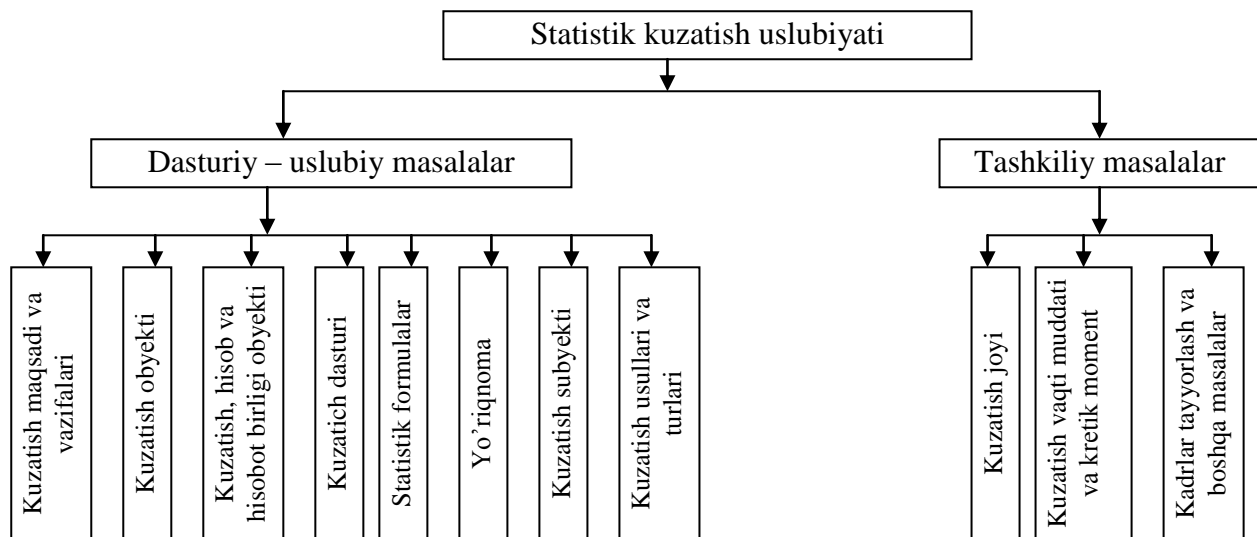 Statistik kuzatish uslubiyati
Dasturiy – uslubiy masalalar
Tashkiliy masalalar
Kuzatish maqsadi va
vazifalari
Kuzatish obyekti
Kuzatish, hisob va
hisobot birligi obyekti
Kuzatich dasturi
Statistik formulalar
Yo’riqnoma
Kuzatish subyekti
Kuzatish usullari va
turlari
Kuzatish joyi
Kuzatish vaqti muddati
va kretik moment
Kadrlar tayyorlash va
boshqa masalalar